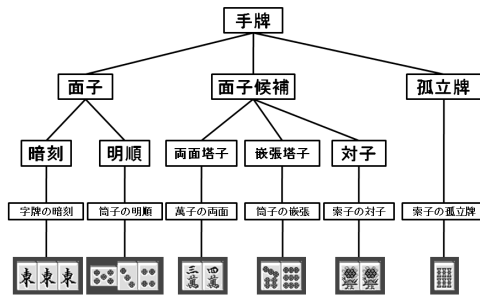 手牌
面子
面子候補
孤立牌
暗刻
明順
両面塔子
嵌張塔子
対子
字牌の暗刻
筒子の明順
萬子の両面
筒子の嵌張
索子の対子
索子の孤立牌
東 東 東
三萬 四萬